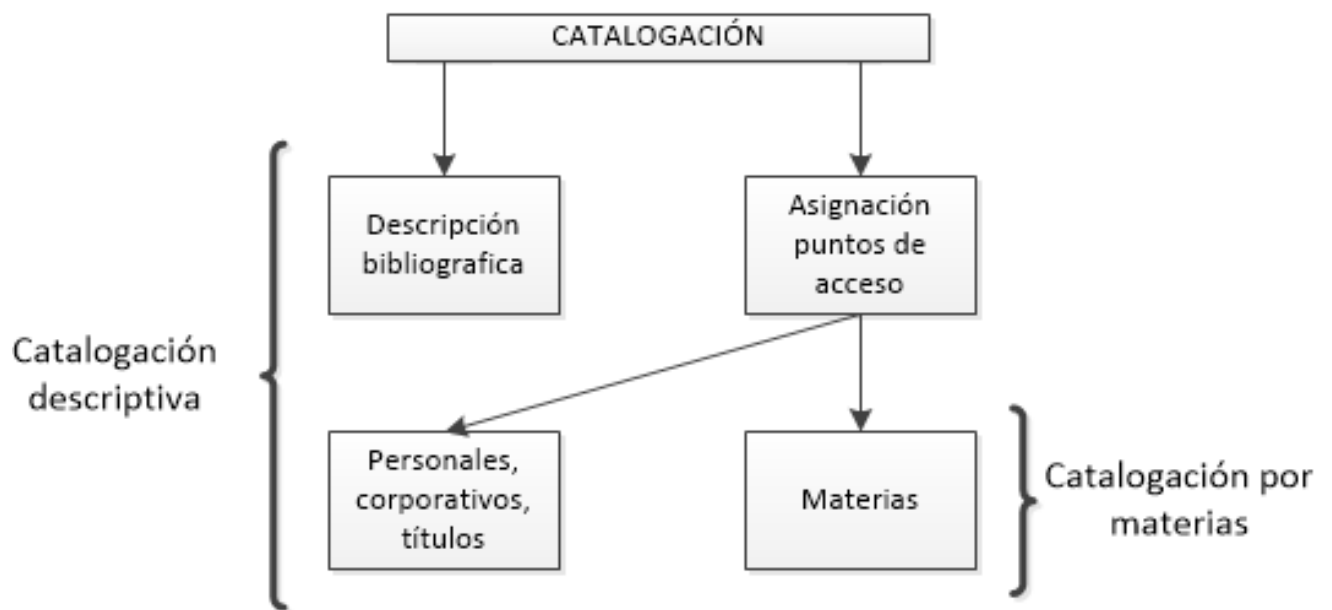 CATALOGACIÓN
Descripción
bibliografica
Asignación
puntos de
acceso
Catalogación
descriptiva
Personales,
corporativos,
títulos
Materias
Catalogación por
materias